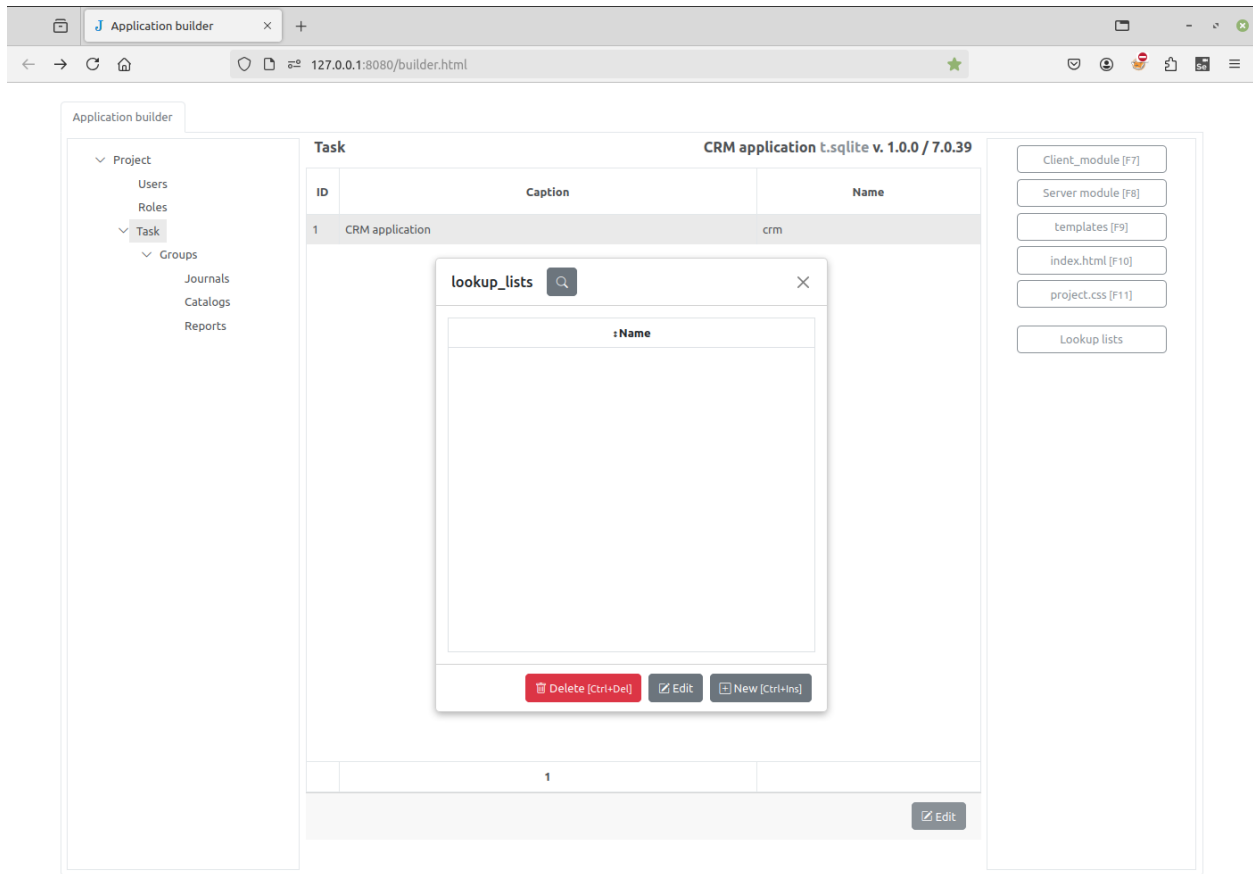 Application builder
127.0.0.1:8080/builder.html
Se
Application builder
Project
Users
Roles
Task
Groups
Journals
Catalogs
Reports
Task
CRM application t.sqlite v. 1.0.0 / 7.0.39
ID Caption Name
1 CRM application crm
lookup_lists
Name
Delete [Ctrl+Del] Edit New [Ctrl+Ins]
1
Edit
Client_module [F7]
Server module [F8]
templates [F9]
index.html [F10]
project.css [F11]
Lookup lists